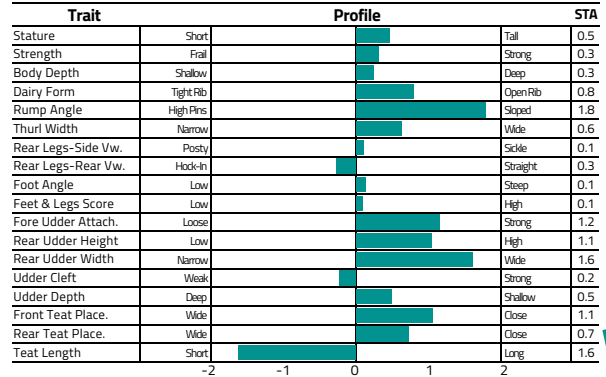 Trait Profile STA
Stature Short Tall 0.5
Strength Frail Strong 0.3
Body Depth Shallow Deep 0.3
Dairy Form Tight Rib Open Rib 0.8
Rump Angle High Pins Sloped 1.8
Thurl Width Narrow Wide 0.6
Rear Legs-Side Vw. Posty Sickle 0.1
Rear Legs-Rear Vw. Hock-In Straight 0.3
Foot Angle Low Steep 0.1
Feet & Legs Score Low High 0.1
Fore Udder Attach. Loose Strong 1.2
Rear Udder Height Low High 1.1
Rear Udder Width Narrow Wide 1.6
Udder Cleft Weak Strong 0.2
Udder Depth Deep Shallow 0.5
Front Teat Place. Wide Close 1.1
Rear Teat Place. Wide Close 0.7
Teat Length Short Long 1.6
-2 -1 0 1 2